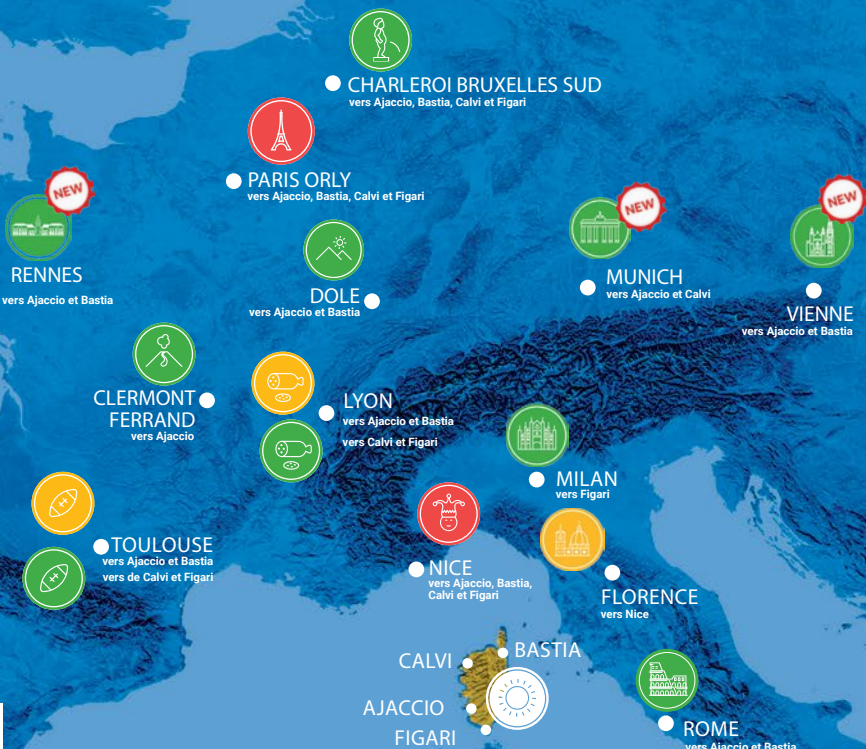 CHARLEROI BRUXELLES SUD
vers Ajaccio, Bastia, Calvi et Figari
PARIS ORLY
vers Ajaccio, Bastia, Calvi et Figari
NEW
RENNES
vers Ajaccio et Bastia
DOLE
vers Ajaccio et Bastia
NEW
MUNICH
vers Ajaccio et Calvi
NEW
VIENNE
vers Ajaccio et Bastia
CLERMONT
FERRAND
vers Ajaccio
LYON
vers Ajaccio et Bastia
vers Calvi et Figari
MILAN
vers Figari
TOULOUSE
vers Ajaccio et Bastia
vers de Calvi et Figari
NICE
vers Ajaccio, Bastia,
Calvi et Figari
FLORENCE
vers Nice
CALVI
BASTIA
AJACCIO
FIGARI
ROME
vers Ajaccio et Bastia